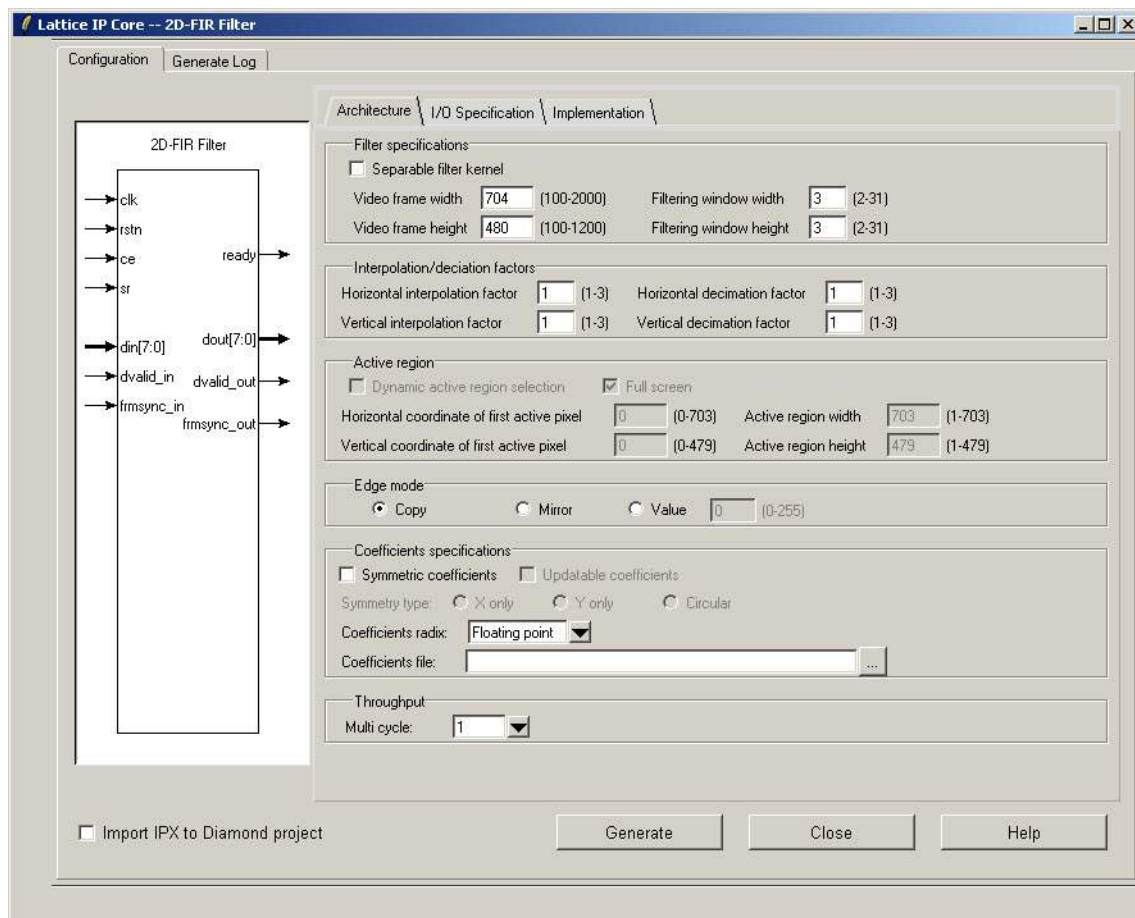 Lattice IP Core -- 2D-FIR Filter
Configuration Generate Log
Architecture I/O Specification Implementation
2D-FIR Filter
clk
rstn
ce
sr
din[7:0]
dvalid_in
frmsync_in
ready
dout[7:0]
dvalid_out
frmsync_out
Filter specifications
Separable filter kernel
Video frame width 704 (100-2000) Filtering window width 3 (2-31)
Video frame height 480 (100-1200) Filtering window height 3 (2-31)
Interpolation/deciation factors
Horizontal interpolation factor 1 (1-3) Horizontal decimation factor 1 (1-3)
Vertical interpolation factor 1 (1-3) Vertical decimation factor 1 (1-3)
Active region
Dynamic active region selection Full screen
Horizontal coordinate of first active pixel 0 (0-703) Active region width 703 (1-703)
Vertical coordinate of first active pixel 0 (0-479) Active region height 479 (1-479)
Edge mode
Copy Mirror Value 0 (0-255)
Coefficients specifications
Symmetric coefficients Updatable coefficients
Symmetry type: X only Y only Circular
Coefficients radix: Floating point
Coefficients file: ...
Throughput
Multi cycle: 1
Import IPX to Diamond project Generate Close Help